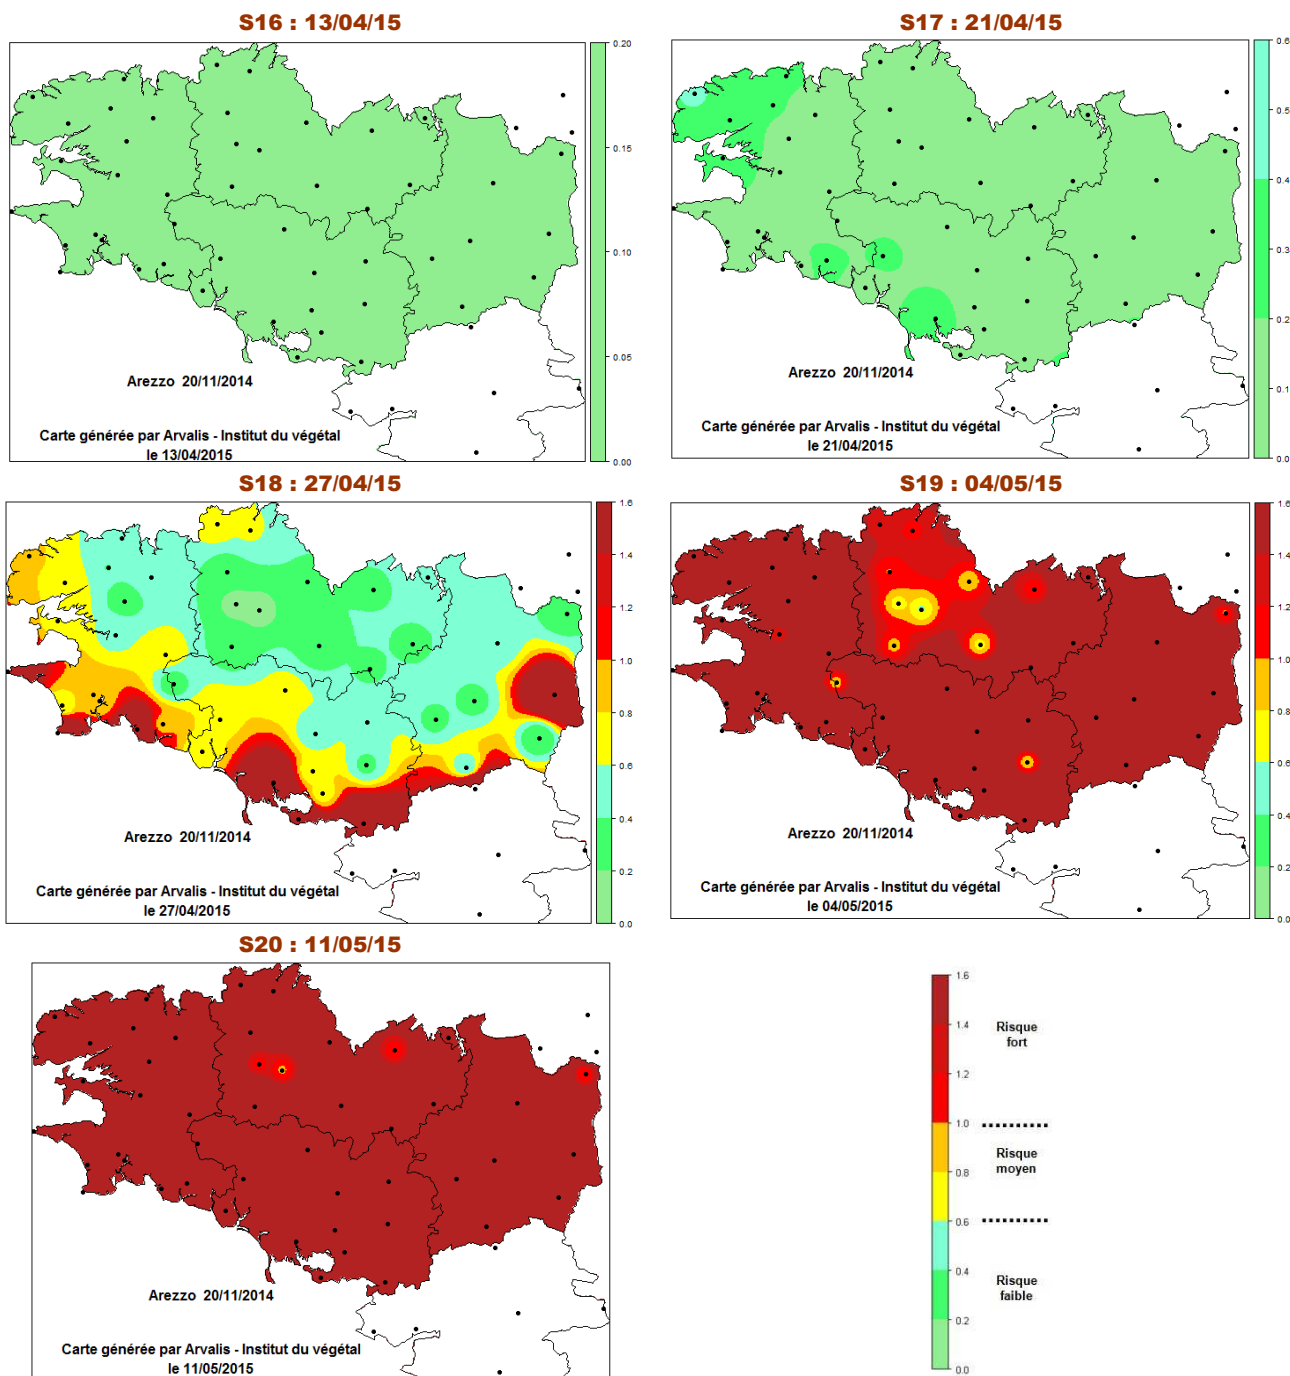 S16 : 13/04/15
0.20
0.15
0.10
0.05
0.00
Arezzo 20/11/2014
Carte générée par Arvalis - Institut du végétal
le 13/04/2015
S17 : 21/04/15
0.6
0.5
0.4
0.3
0.2
0.1
0.0
Arezzo 20/11/2014
Carte générée par Arvalis - Institut du végétal
le 21/04/2015
S18 : 27/04/15
1.6
1.4
1.2
1.0
0.8
0.6
0.4
0.2
0.0
Arezzo 20/11/2014
Carte générée par Arvalis - Institut du végétal
le 27/04/2015
S19 : 04/05/15
1.6
1.4
1.2
1.0
0.8
0.6
0.4
0.2
0.0
Arezzo 20/11/2014
Carte générée par Arvalis - Institut du végétal
le 04/05/2015
S20 : 11/05/15
Arezzo 20/11/2014
Carte générée par Arvalis - Institut du végétal
le 11/05/2015
1.6
1.4
1.2
1.0
0.8
0.6
0.4
0.2
0.0
Risque
fort
Risque
moyen
Risque
faible